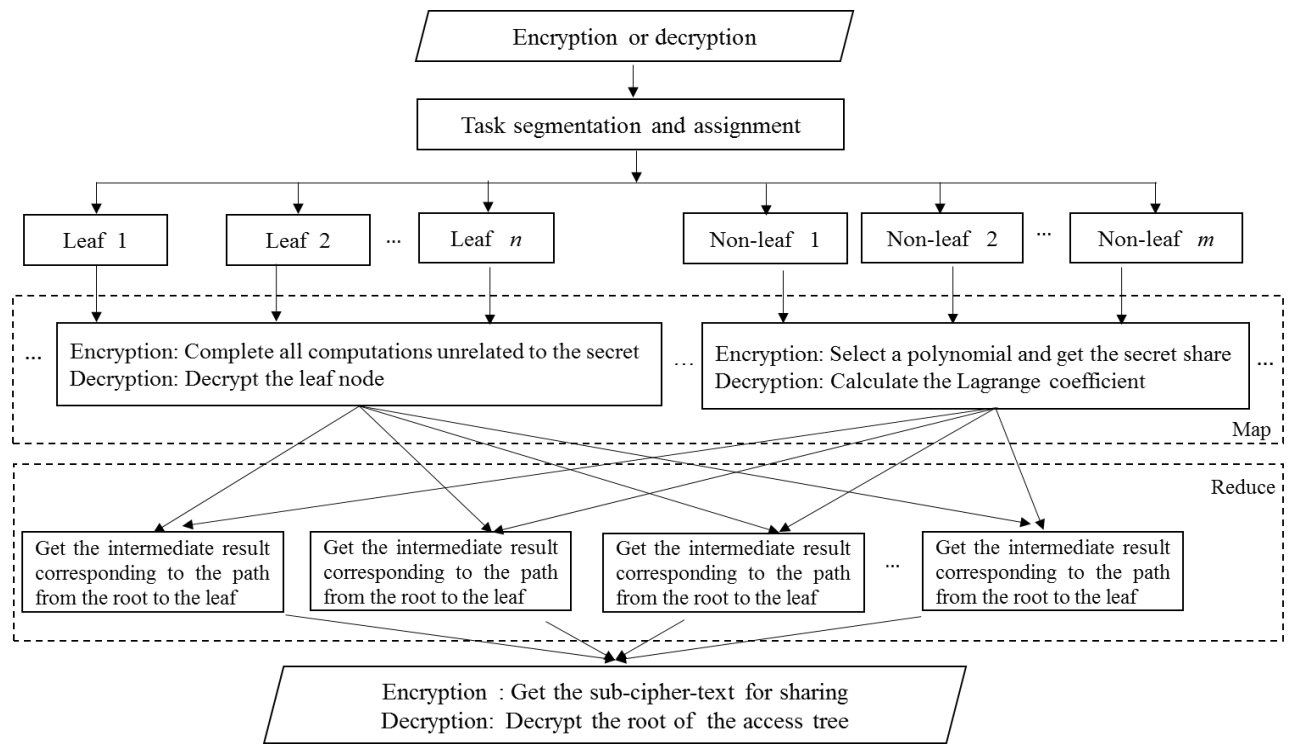 Encryption or decryption
Task segmentation and assignment
Leaf 1
Leaf 2
...
Leaf n
Non-leaf 1
Non-leaf 2
...
Non-leaf m
...
Encryption: Complete all computations unrelated to the secret
Decryption: Decrypt the leaf node
...
Encryption: Select a polynomial and get the secret share
Decryption: Calculate the Lagrange coefficient
...
Map
Reduce
Get the intermediate result
corresponding to the path
from the root to the leaf
Get the intermediate result
corresponding to the path
from the root to the leaf
Get the intermediate result
corresponding to the path
from the root to the leaf
...
Get the intermediate result
corresponding to the path
from the root to the leaf
Encryption : Get the sub-cipher-text for sharing
Decryption: Decrypt the root of the access tree